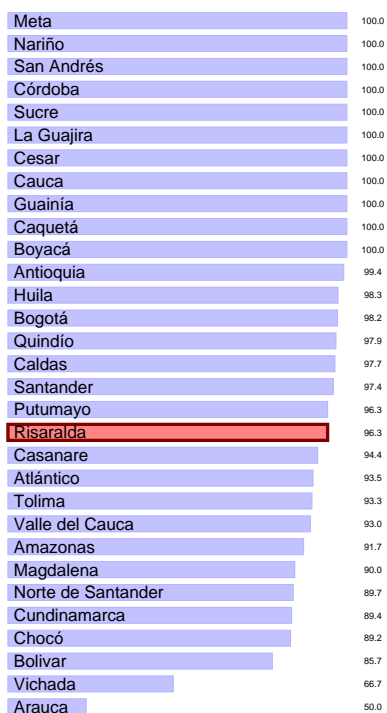 Meta 100.0
Nariño 100.0
San Andrés 100.0
Córdoba 100.0
Sucre 100.0
La Guajira 100.0
Cesar 100.0
Cauca 100.0
Guainía 100.0
Caquetá 100.0
Boyacá 100.0
Antioquia 99.4
Huila 98.3
Bogotá 98.2
Quindío 97.9
Caldas 97.7
Santander 97.4
Putumayo 96.3
Risaralda 96.3
Casanare 94.4
Atlántico 93.5
Tolima 93.3
Valle del Cauca 93.0
Amazonas 91.7
Magdalena 90.0
Norte de Santander 89.7
Cundinamarca 89.4
Chocó 89.2
Bolivar 85.7
Vichada 66.7
Arauca 50.0